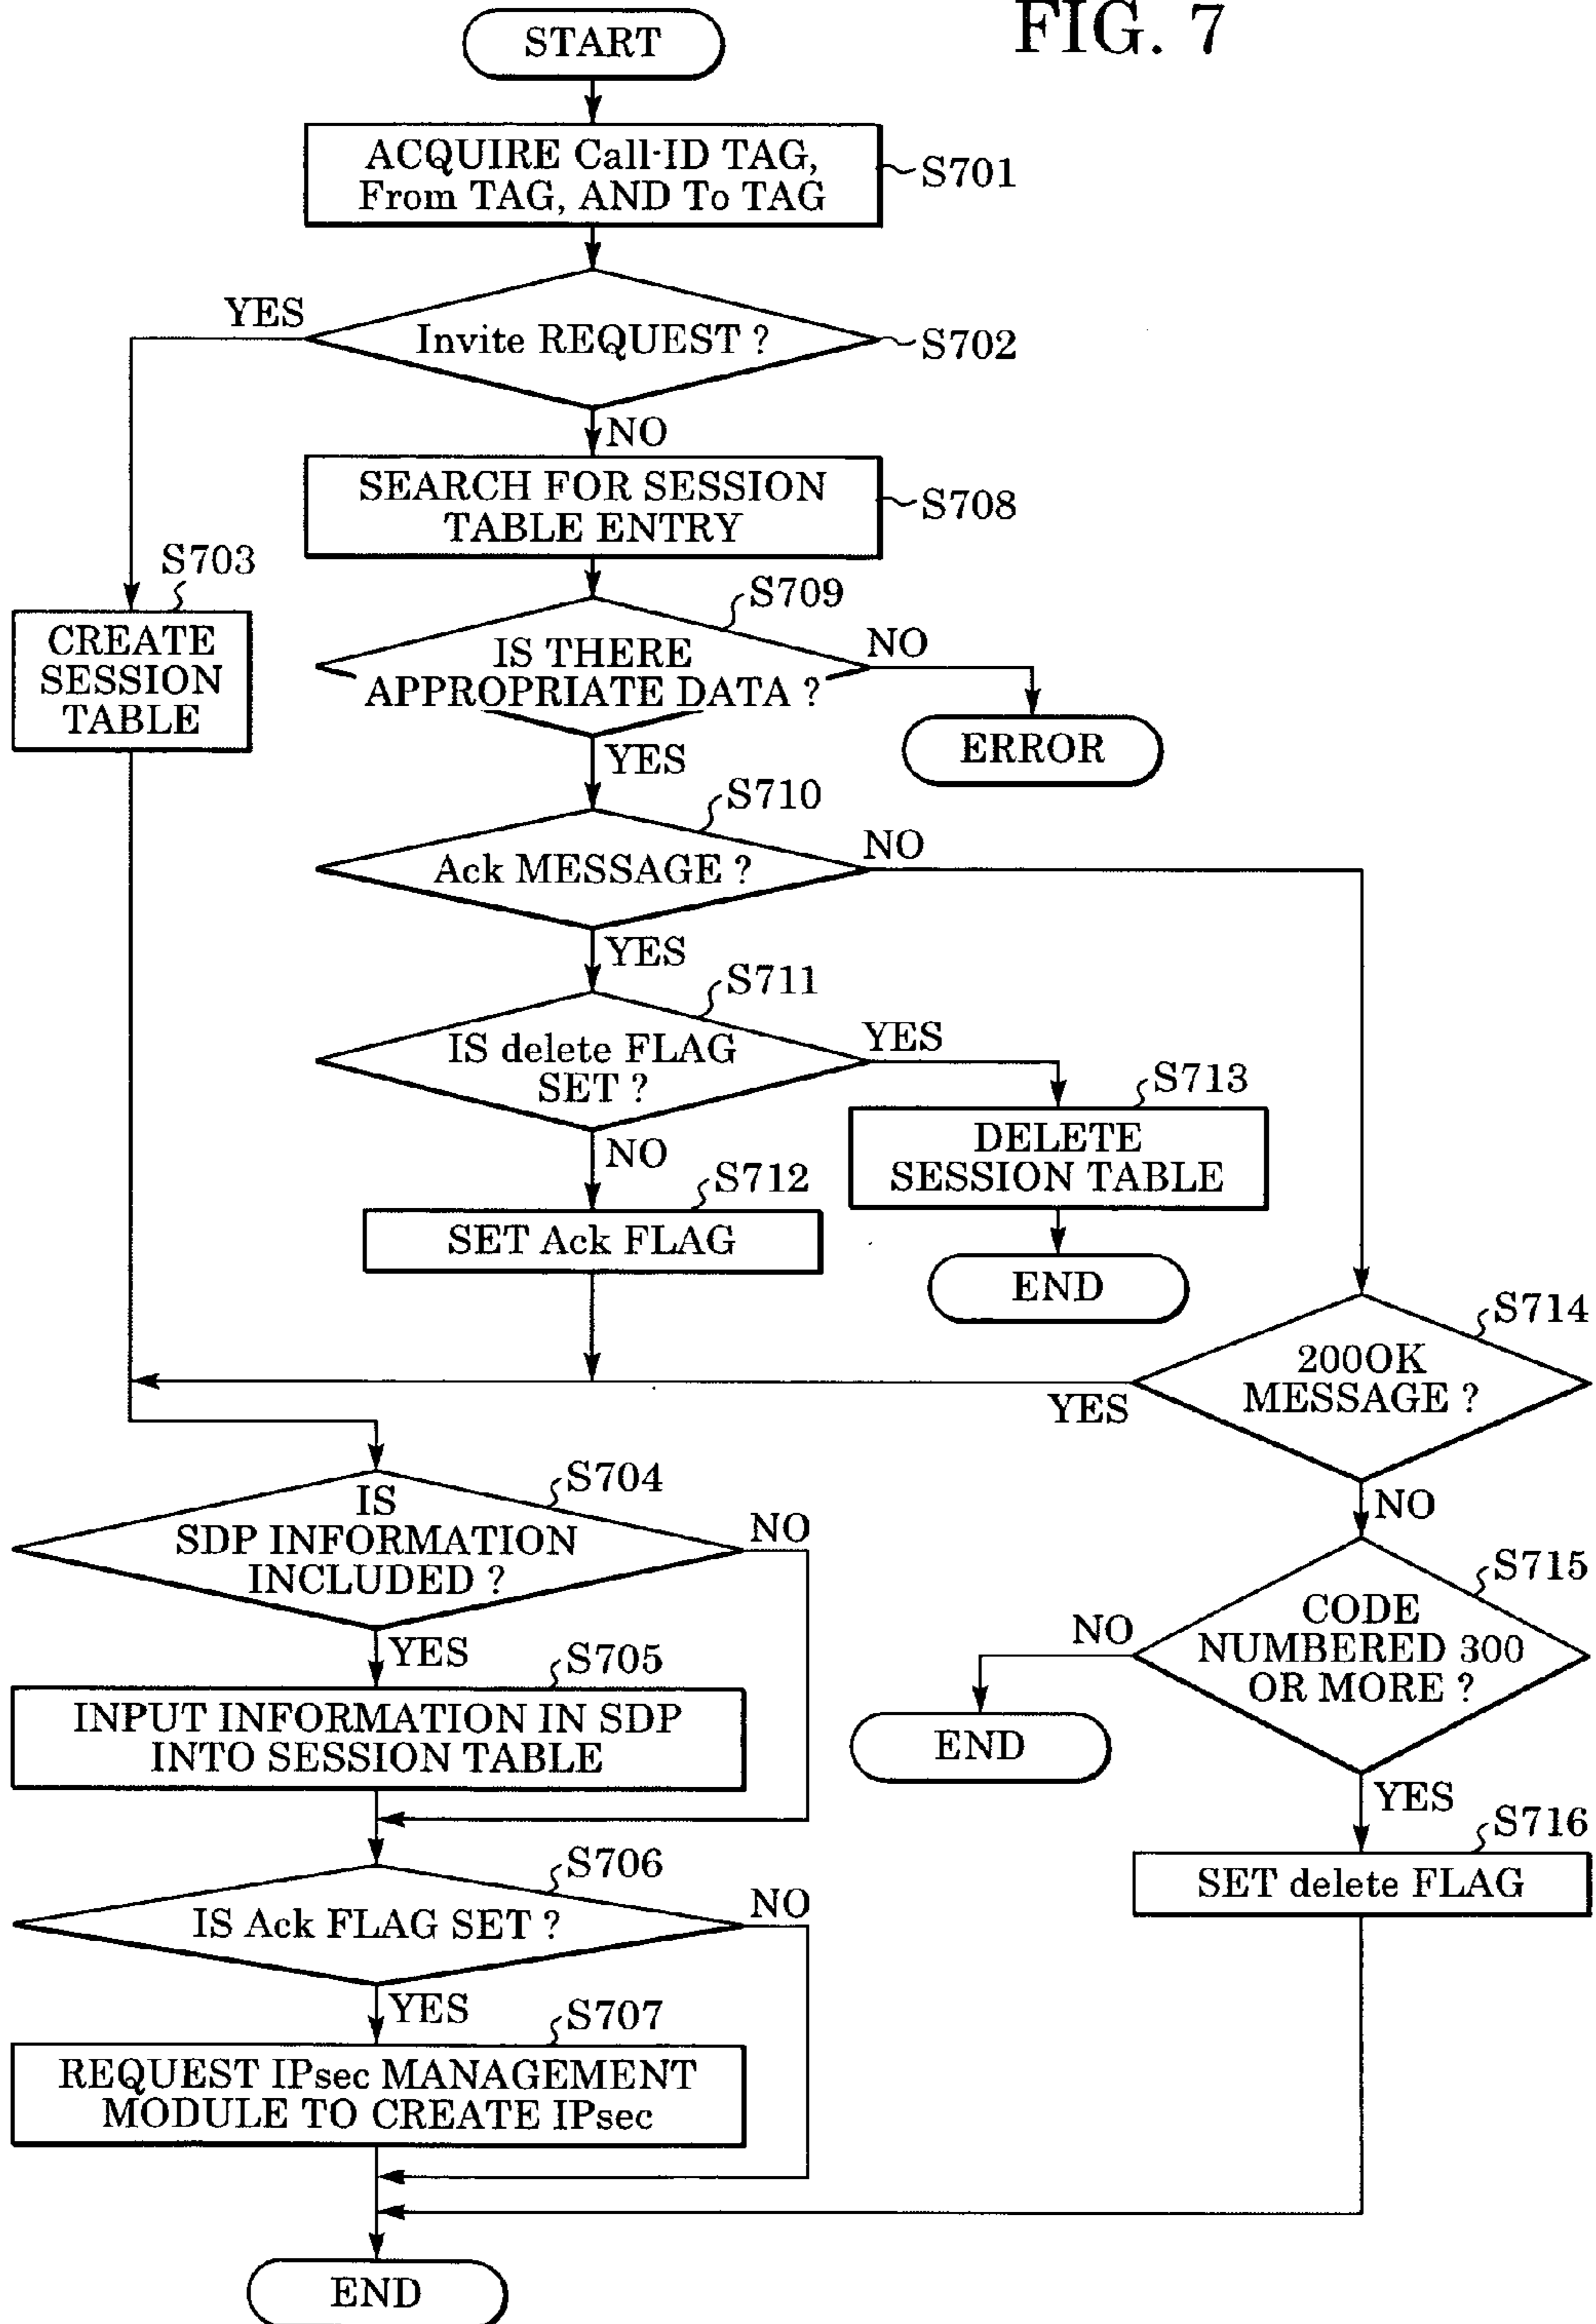 FIG. 7
START
ACQUIRE Call-ID TAG,
From TAG, AND To TAG
S701
YES
Invite REQUEST ?
S702
NO
SEARCH FOR SESSION
TABLE ENTRY
S708
S703
CREATE
SESSION
TABLE
S709
IS THERE
APPROPRIATE DATA ?
NO
ERROR
YES
S710
Ack MESSAGE ?
NO
YES
S711
IS delete FLAG
SET ?
YES
S713
DELETE
SESSION TABLE
END
NO
S712
SET Ack FLAG
S714
200OK
MESSAGE ?
YES
NO
S704
IS
SDP INFORMATION
INCLUDED ?
NO
YES
S705
INPUT INFORMATION IN SDP
INTO SESSION TABLE
S715
CODE
NUMBERED 300
OR MORE ?
NO
END
YES
S716
SET delete FLAG
S706
IS Ack FLAG SET ?
NO
YES
S707
REQUEST IPsec MANAGEMENT
MODULE TO CREATE IPsec
END